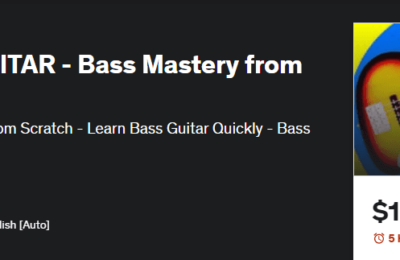 ITAR - Bass Mastery from
om Scratch - Learn Bass Guitar Quickly - Bass
lish [Auto]
$1
5